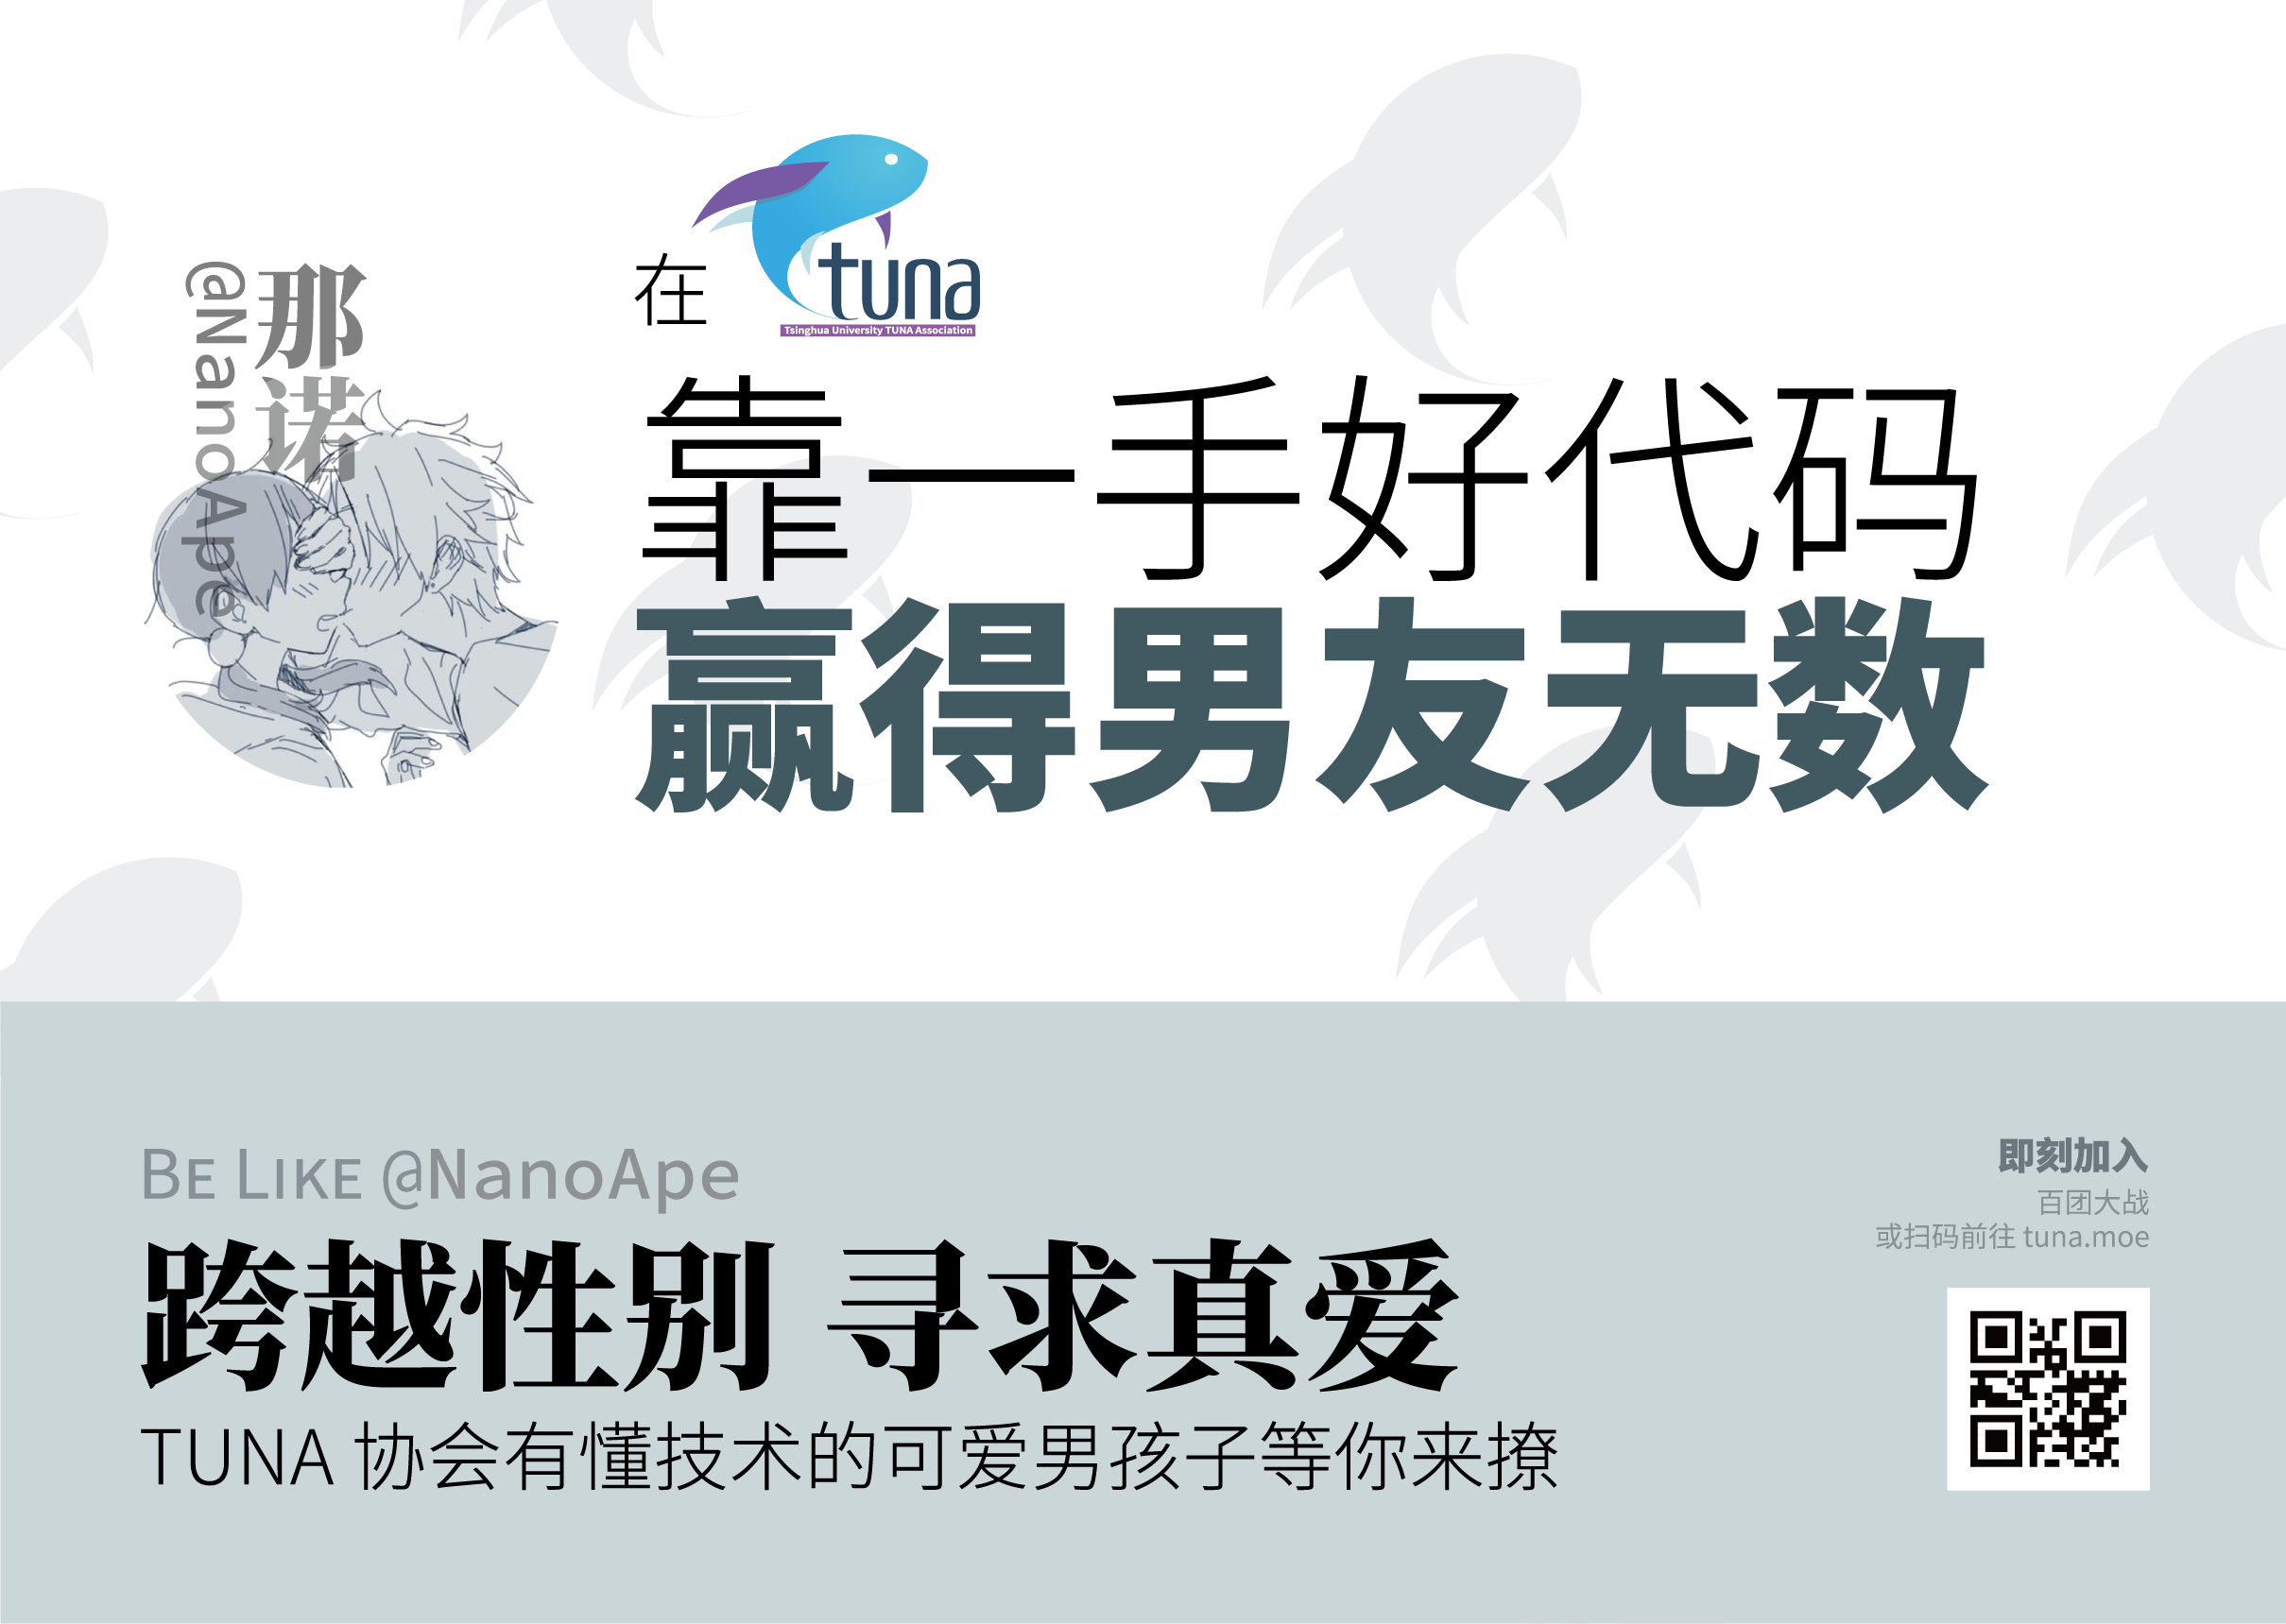 那诺
@NanoApe
在
tuna
Tsinghua University TUNA Association
靠一手好代码
赢得男友无数
BE LIKE @NanoApe
跨越性别 寻求真爱
TUNA 协会有懂技术的可爱男孩子等你来撩
即刻加入
百团大战
或扫码前往 tuna.moe